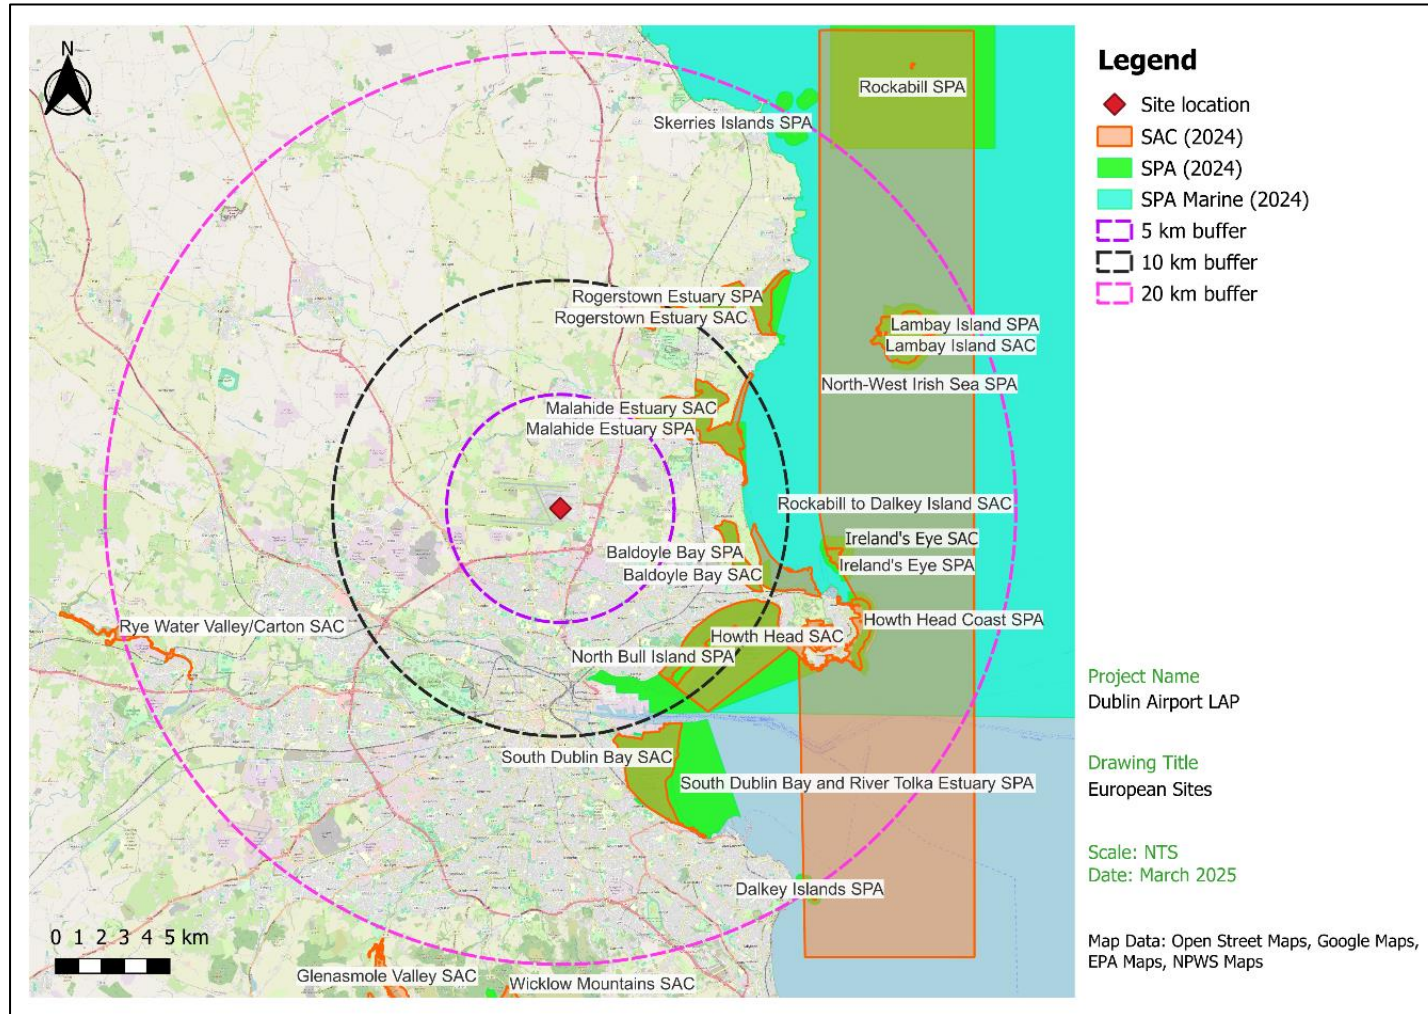 N
Rockabill SPA
Skerries Islands SPA
Rogerstown Estuary SPA
Rogerstown Estuary SAC
Lambay Island SPA
Lambay Island SAC
North-West Irish Sea SPA
Malahide Estuary SAC
Malahide Estuary SPA
Rockabill to Dalkey Island SAC
Ireland's Eye SAC
Ireland's Eye SPA
Baldoyle Bay SPA
Baldoyle Bay SAC
Howth Head Coast SPA
Howth Head SAC
North Bull Island SPA
Rye Water Valley/Carton SAC
South Dublin Bay SAC
South Dublin Bay and River Tolka Estuary SPA
Dalkey Islands SPA
Glenasmole Valley SAC
Wicklow Mountains SAC
0 1 2 3 4 5 km
Legend
Site location
SAC (2024)
SPA (2024)
SPA Marine (2024)
5 km buffer
10 km buffer
20 km buffer
Project Name
Dublin Airport LAP
Drawing Title
European Sites
Scale: NTS
Date: March 2025
Map Data: Open Street Maps, Google Maps,
EPA Maps, NPWS Maps